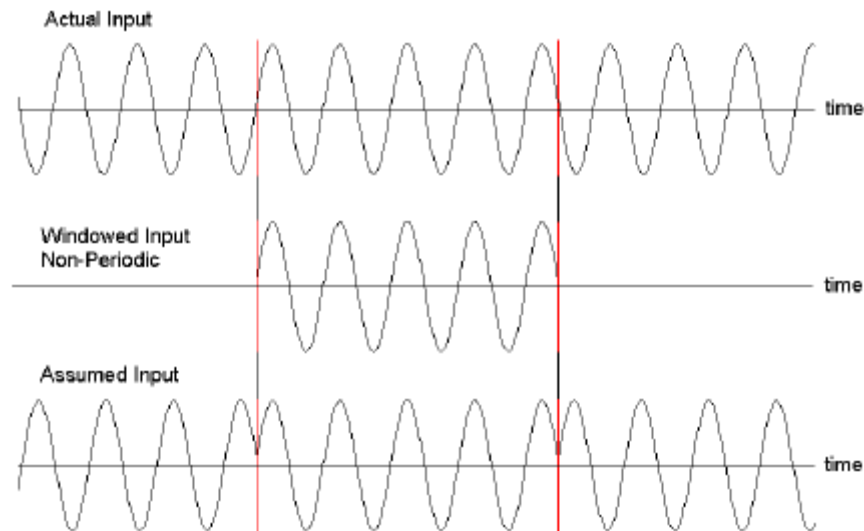 Actual Input
time
Windowed Input
Non-Periodic
time
Assumed Input
time